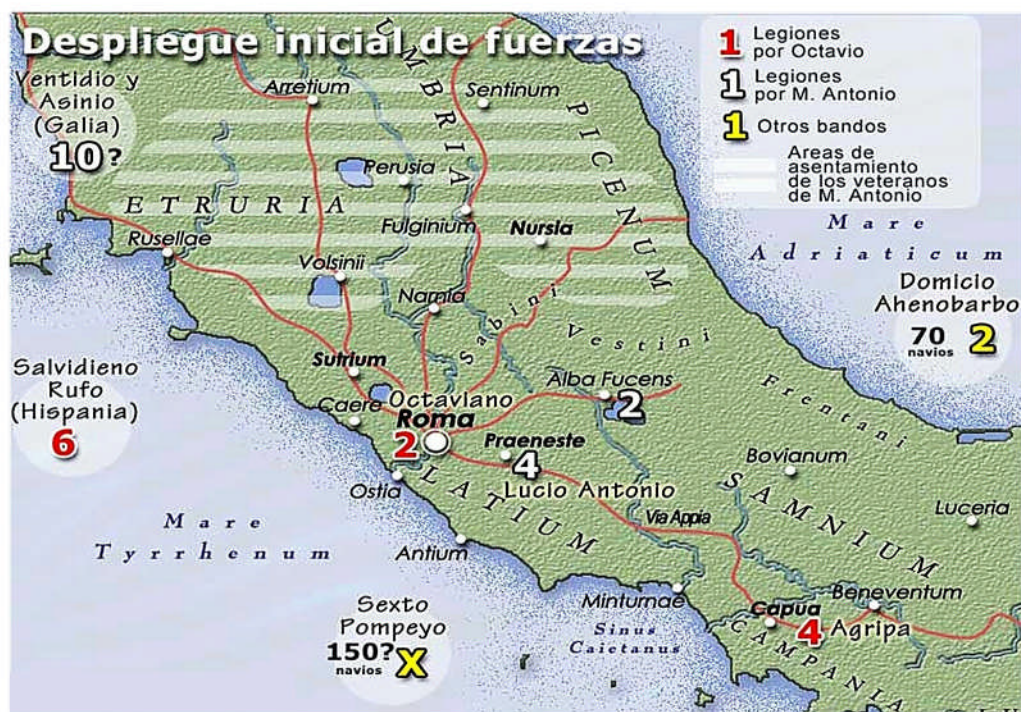 Despliegue inicial de fuerzas
1 Legiones
por Octavio
1 Legiones
por M. Antonio
1 Otros bandos
Areas de
asentamiento
de los veteranos
de M. Antonio
Ventidio y
Asinio
(Galia)
10?
UMBRIA
PICENUM
Arretium
Sentinum
Perusia
ETRURIA
Fulginium
Nursia
Rusellae
Volsinii
Narnia
Mare
Adriaticum
Domicio
Ahenobarbo
70
navios
2
Sabini
Vestini
Frentani
Salvidieno
Rufo
(Hispania)
6
Sutrium
Caere
Octaviano
Roma
2
Alba Fucens
2
Praeneste
4
Lucio Antonio
Ostia
LATIUM
Antium
Via Appia
Bovianum
SAMNIUM
Luceria
Mare
Tyrrhenum
Minturnae
Sinus
Caietanus
Capua
4
Agripa
Beneventum
CAMPANIA
Sexto
Pompeyo
150?
navios
X